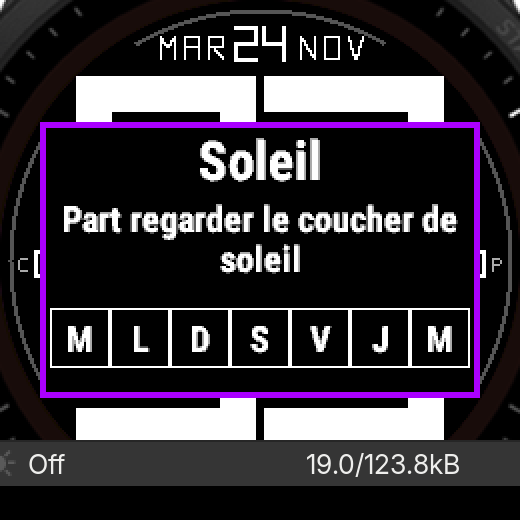 MAR 24 NOV
Soleil
Part regarder le coucher de
soleil
C P
M L D S V J M
Off 19.0/123.8kB